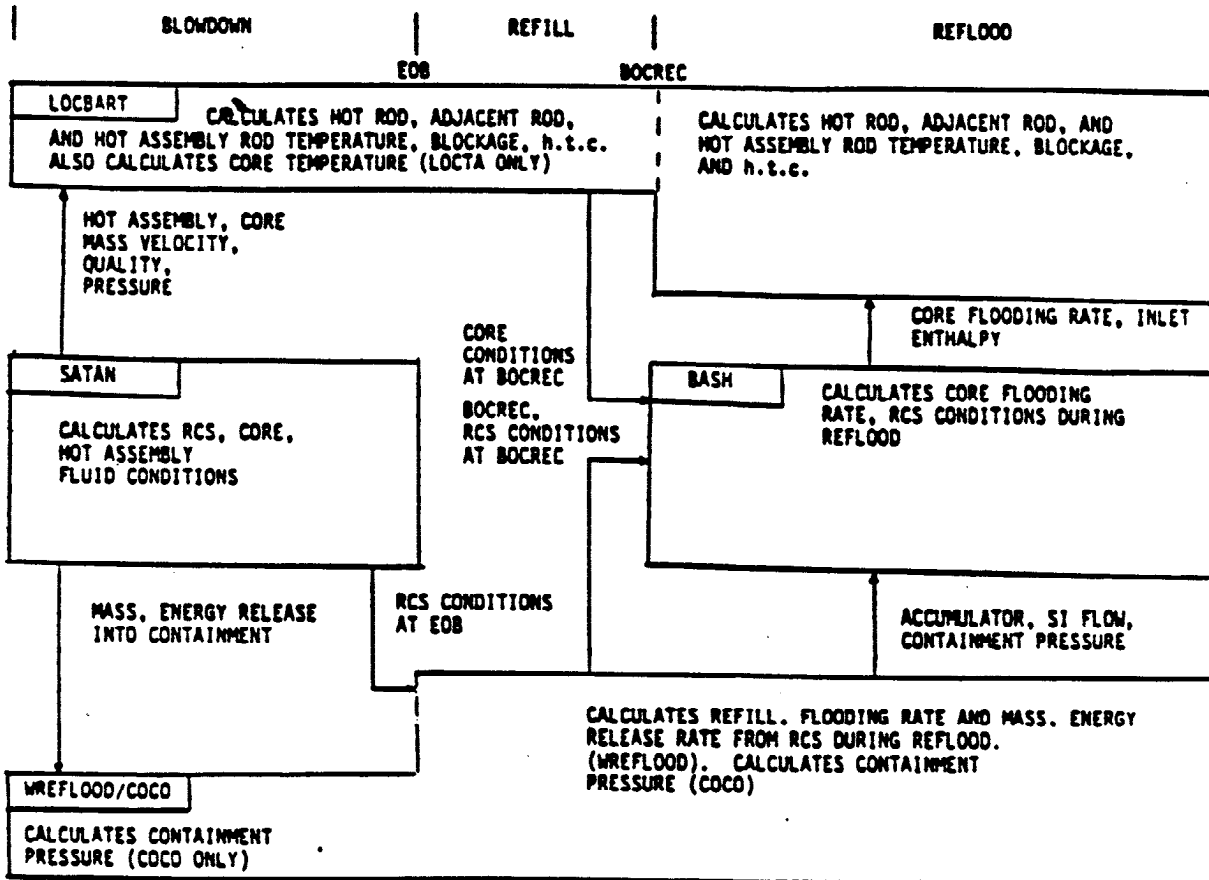 BLOWDOWN
REFILL
REFLOOD
EOB
BOCREC
LOCBART
CALCULATES HOT ROD, ADJACENT ROD,
AND HOT ASSEMBLY ROD TEMPERATURE, BLOCKAGE, h.t.c.
ALSO CALCULATES CORE TEMPERATURE (LOCTA ONLY)
CALCULATES HOT ROD, ADJACENT ROD, AND
HOT ASSEMBLY ROD TEMPERATURE, BLOCKAGE,
AND h.t.c.
HOT ASSEMBLY, CORE
MASS VELOCITY,
QUALITY,
PRESSURE
CORE FLOODING RATE, INLET
ENTHALPY
CORE
CONDITIONS
AT BOCREC
BOCREC,
RCS CONDITIONS
AT BOCREC
SATAN
CALCULATES RCS, CORE,
HOT ASSEMBLY
FLUID CONDITIONS
BASH
CALCULATES CORE FLOODING
RATE, RCS CONDITIONS DURING
REFLOOD
MASS, ENERGY RELEASE
INTO CONTAINMENT
RCS CONDITIONS
AT EOB
ACCUMULATOR, SI FLOW,
CONTAINMENT PRESSURE
CALCULATES REFILL. FLOODING RATE AND MASS. ENERGY
RELEASE RATE FROM RCS DURING REFLOOD.
(WREFLOOD). CALCULATES CONTAINMENT
PRESSURE (COCO)
WREFLOOD/COCO
CALCULATES CONTAINMENT
PRESSURE (COCO ONLY)